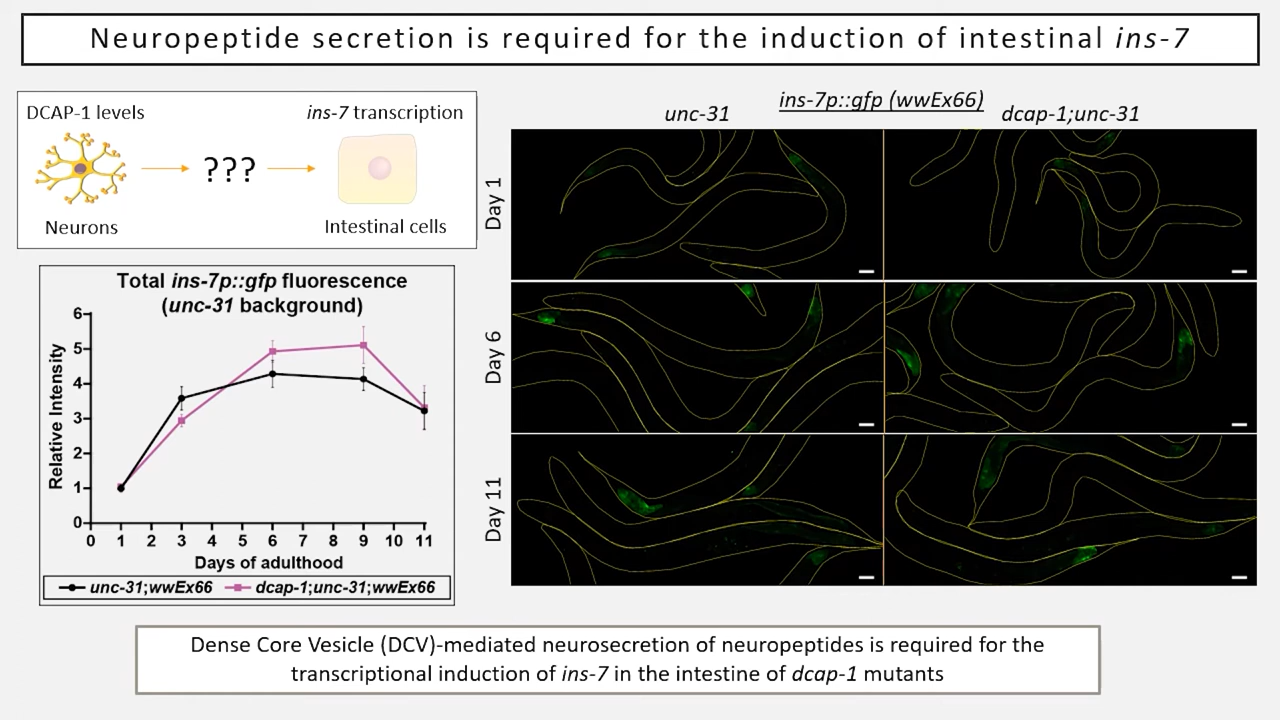 Neuropeptide secretion is required for the induction of intestinal ins-7
DCAP-1 levels
ins-7 transcription
???
Neurons
Intestinal cells
Total ins-7p::gfp fluorescence
(unc-31 background)
Relative Intensity
6
5
4
3
2
1
0
0 1 2 3 4 5 6 7 8 9 10 11
Days of adulthood
unc-31;wwEx66 dcap-1;unc-31;wwEx66
ins-7p::gfp (wwEx66)
unc-31
dcap-1;unc-31
Day 1
Day 6
Day 11
Dense Core Vesicle (DCV)-mediated neurosecretion of neuropeptides is required for the
transcriptional induction of ins-7 in the intestine of dcap-1 mutants